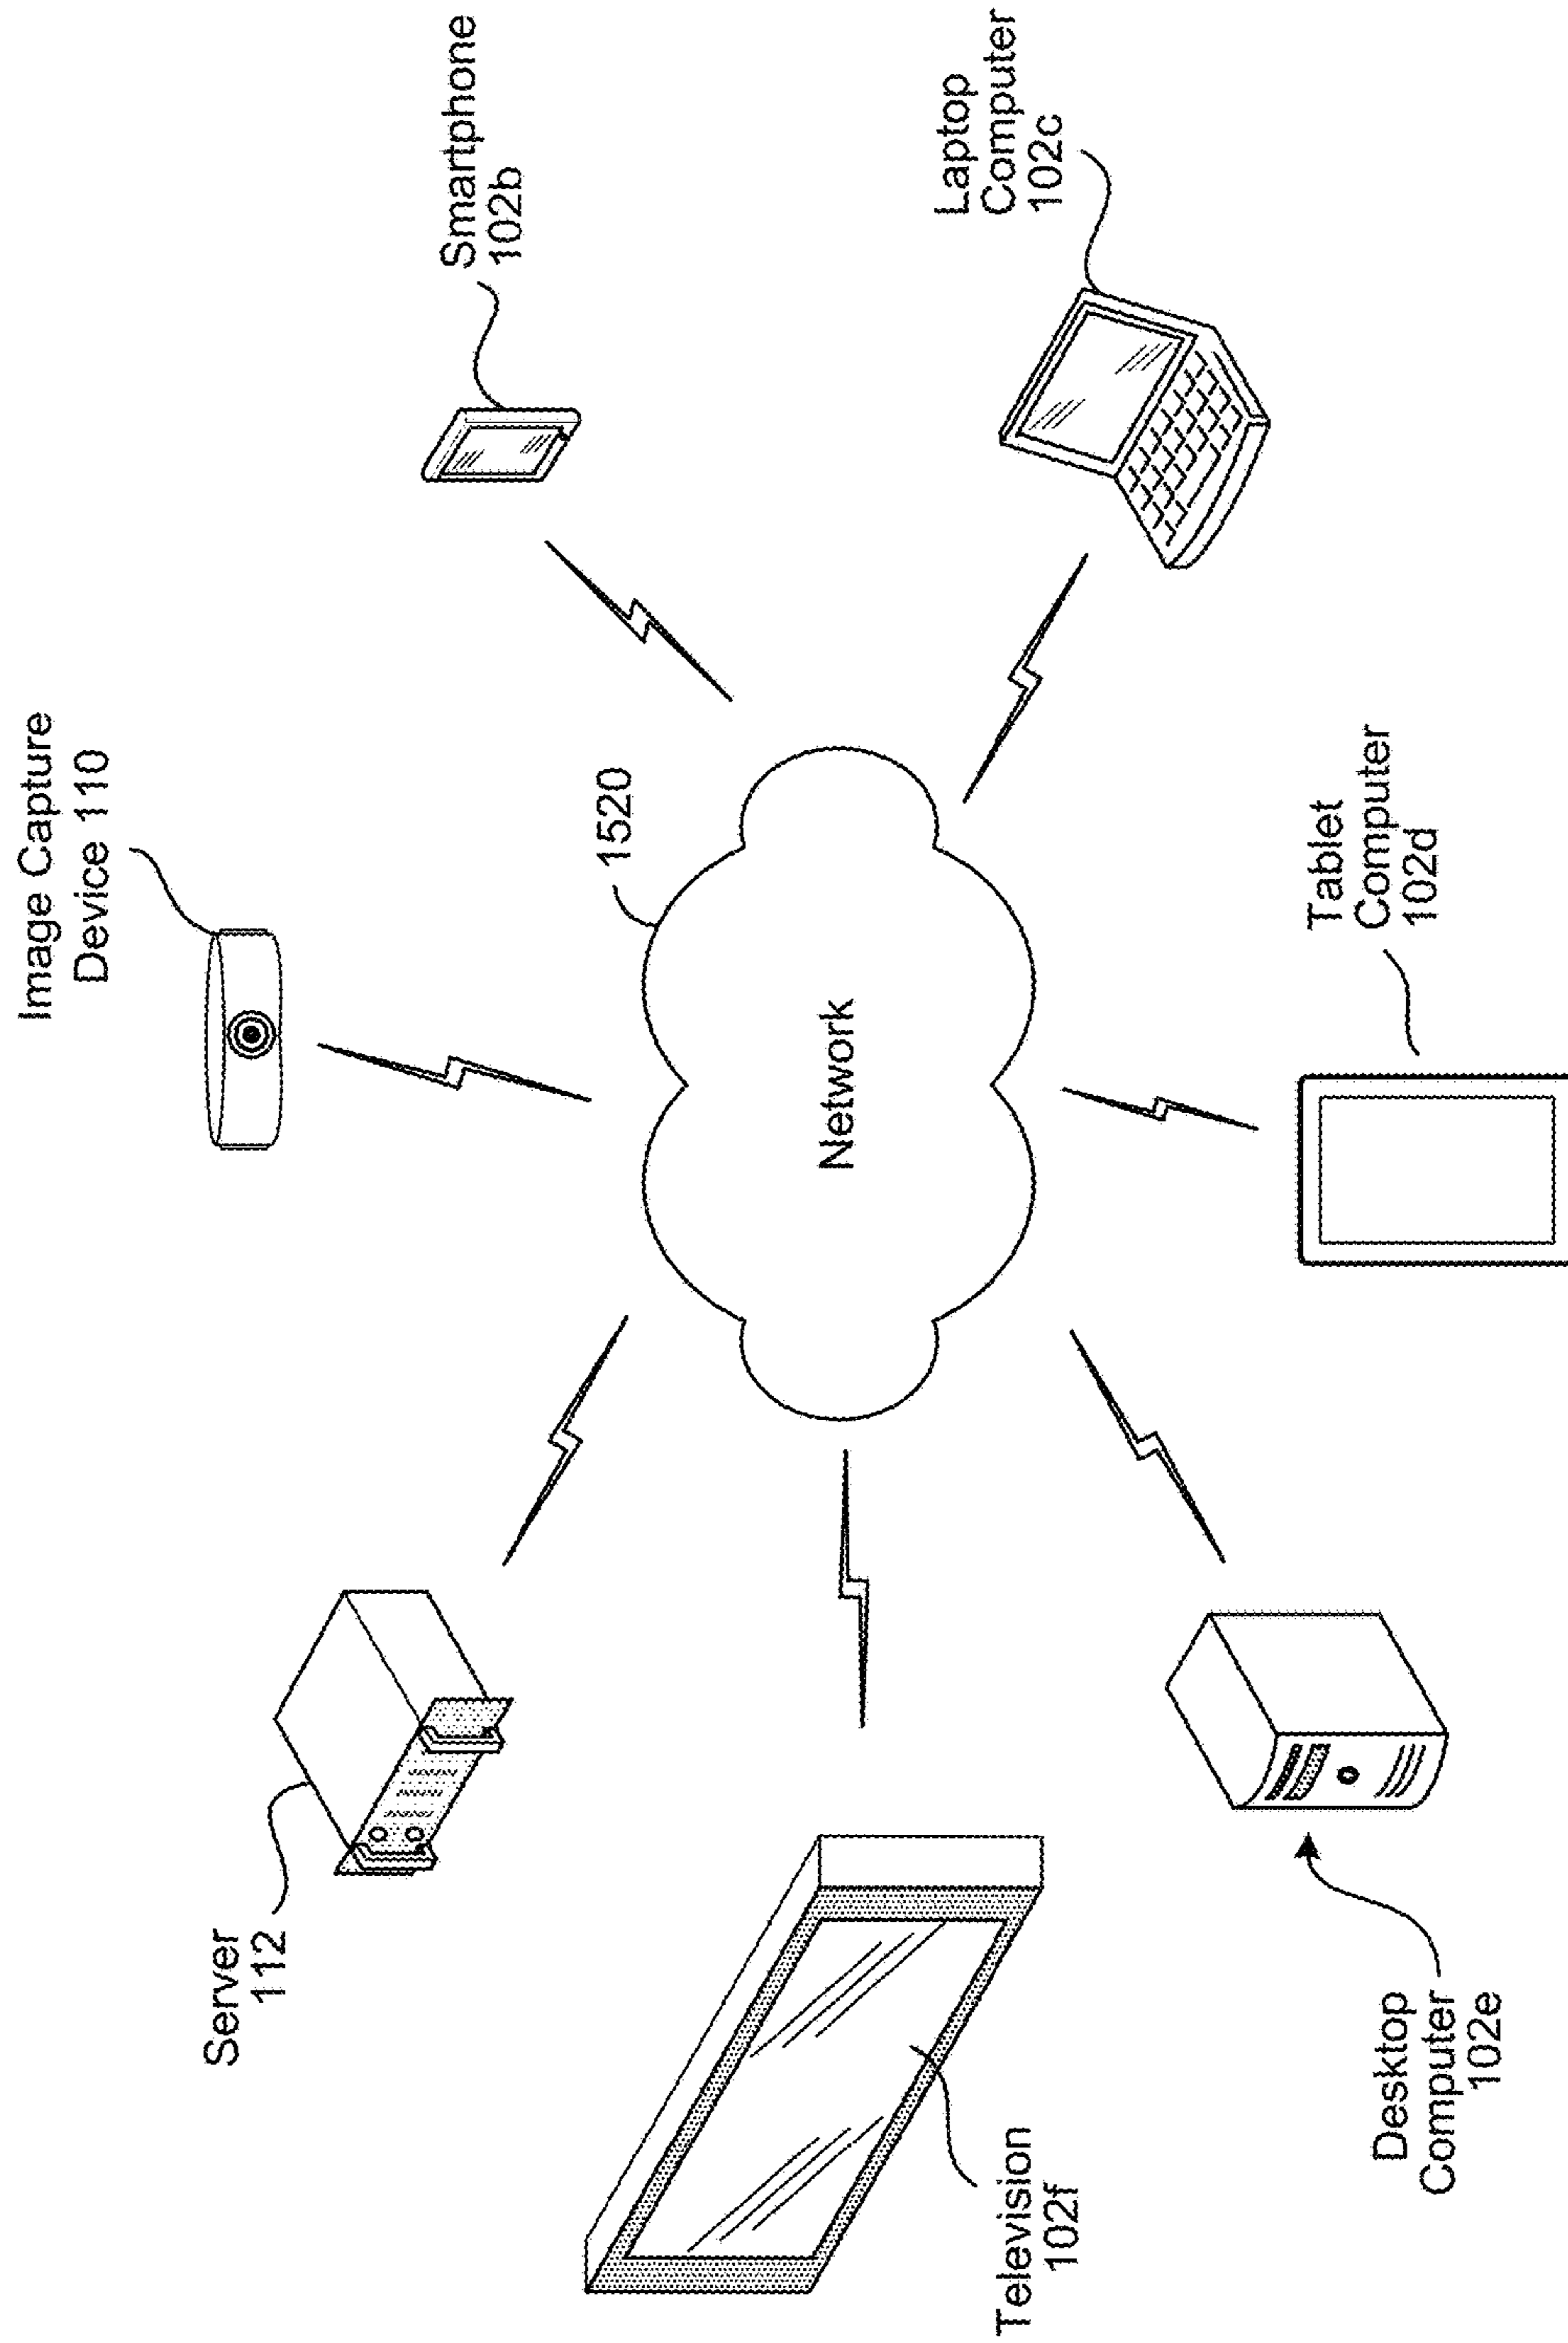 Image Capture
Device 110
Server
112
Smartphone
102b
1520
Network
Television
102f
Laptop
Computer
102c
Desktop
Computer
102e
Tablet
Computer
102d